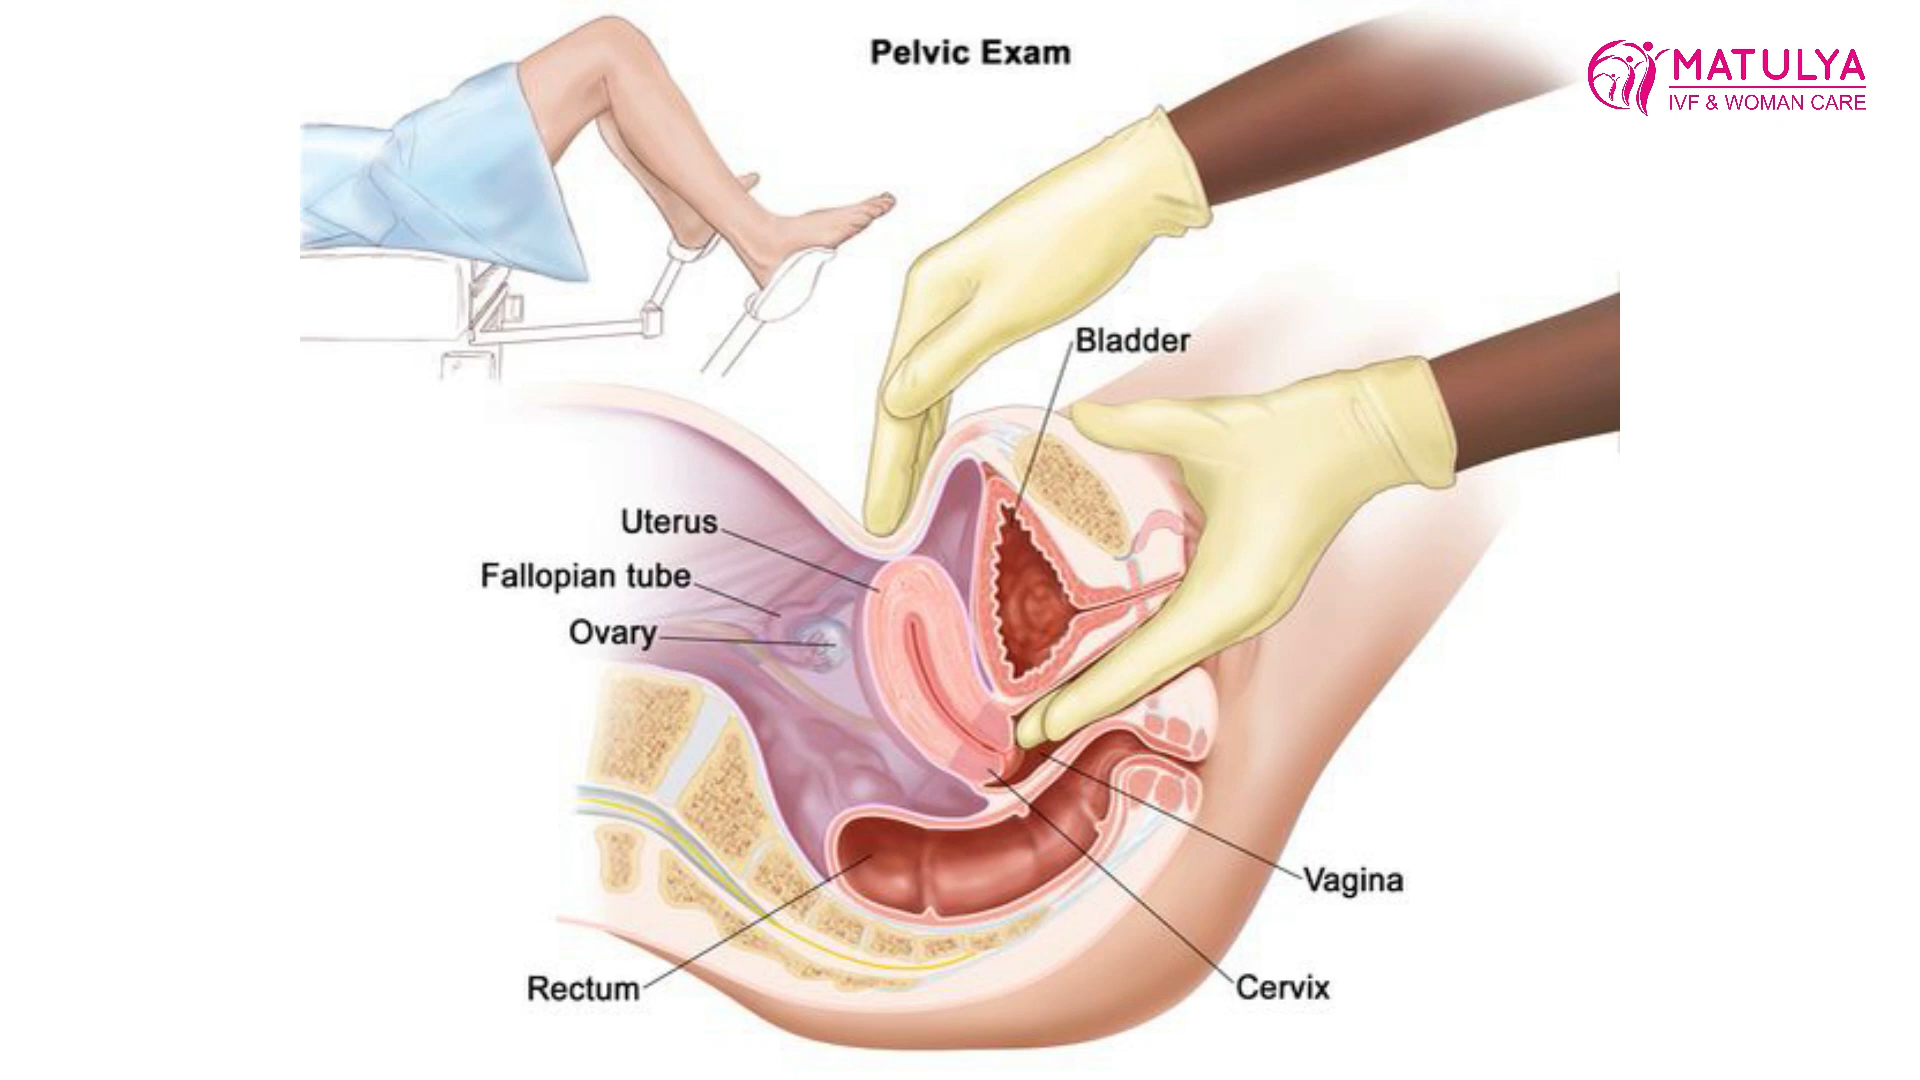 Pelvic Exam
MATULYA
IVF & WOMAN CARE
Bladder
Uterus
Fallopian tube
Ovary
Vagina
Rectum
Cervix